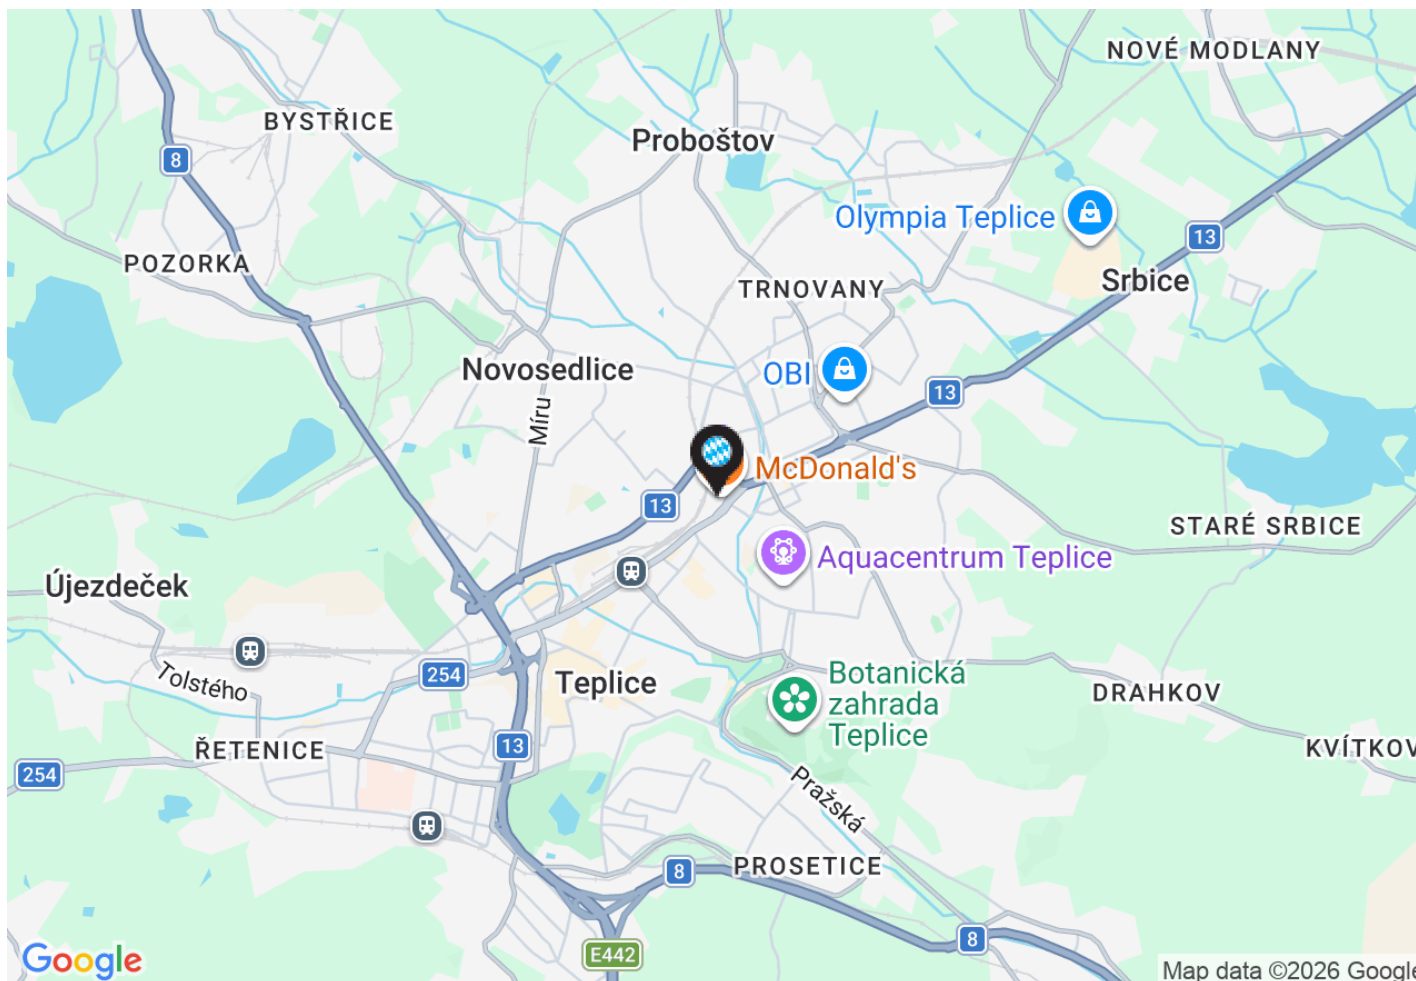 NOVÉ MODLANY
BYSTŘICE
Proboštov
8
Olympia Teplice
13
POZORKA
TRNOVANY
Srbice
Novosedlice
OBI
13
Míru
McDonald's
13
STARÉ SRBICE
Aquacentrum Teplice
Újezdeček
Tolstého
254
Teplice
Botanická
zahrada
Teplice
DRAHKOV
ŘETENICE
13
KVÍTKOV
254
Pražská
PROSETICE
8
8
E442
Google
Map data ©2026 Google